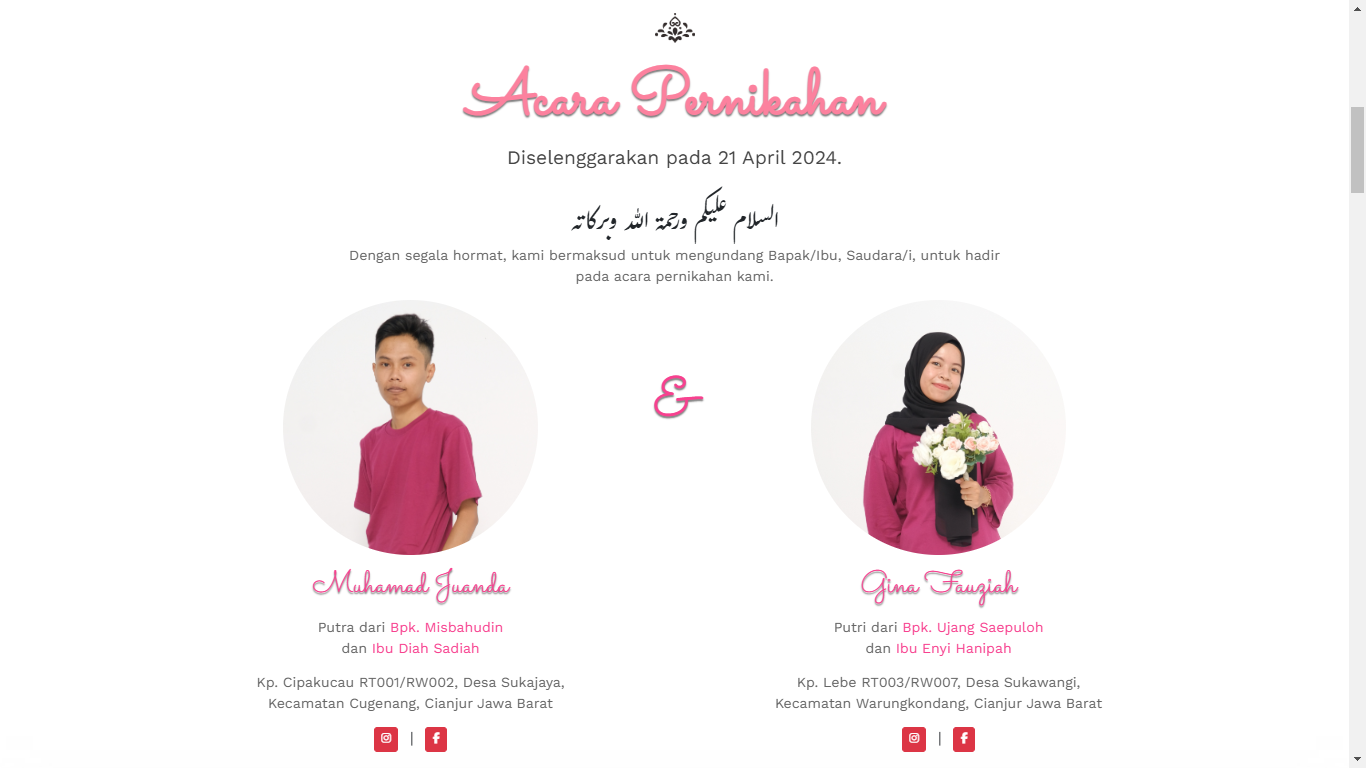 Acara Pernikahan
Diselenggarakan pada 21 April 2024.
السلام عليكم ورحمة الله وبركاته
Dengan segala hormat, kami bermaksud untuk mengundang Bapak/Ibu, Saudara/i, untuk hadir
pada acara pernikahan kami.
&
Muhamad Juanda
Putra dari Bpk. Misbahudin
dan Ibu Diah Sadiah
Kp. Cipakucau RT001/RW002, Desa Sukajaya,
Kecamatan Cugenang, Cianjur Jawa Barat
|
Gina Fauziah
Putri dari Bpk. Ujang Saepuloh
dan Ibu Enyi Hanipah
Kp. Lebe RT003/RW007, Desa Sukawangi,
Kecamatan Warungkondang, Cianjur Jawa Barat
|